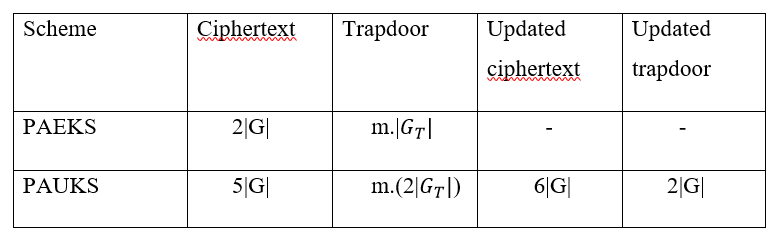 Scheme Ciphertext Trapdoor Updated ciphertext Updated trapdoor
PAEKS 2|G| m.|G_T| - -
PAUKS 5|G| m.(2|G_T|) 6|G| 2|G|